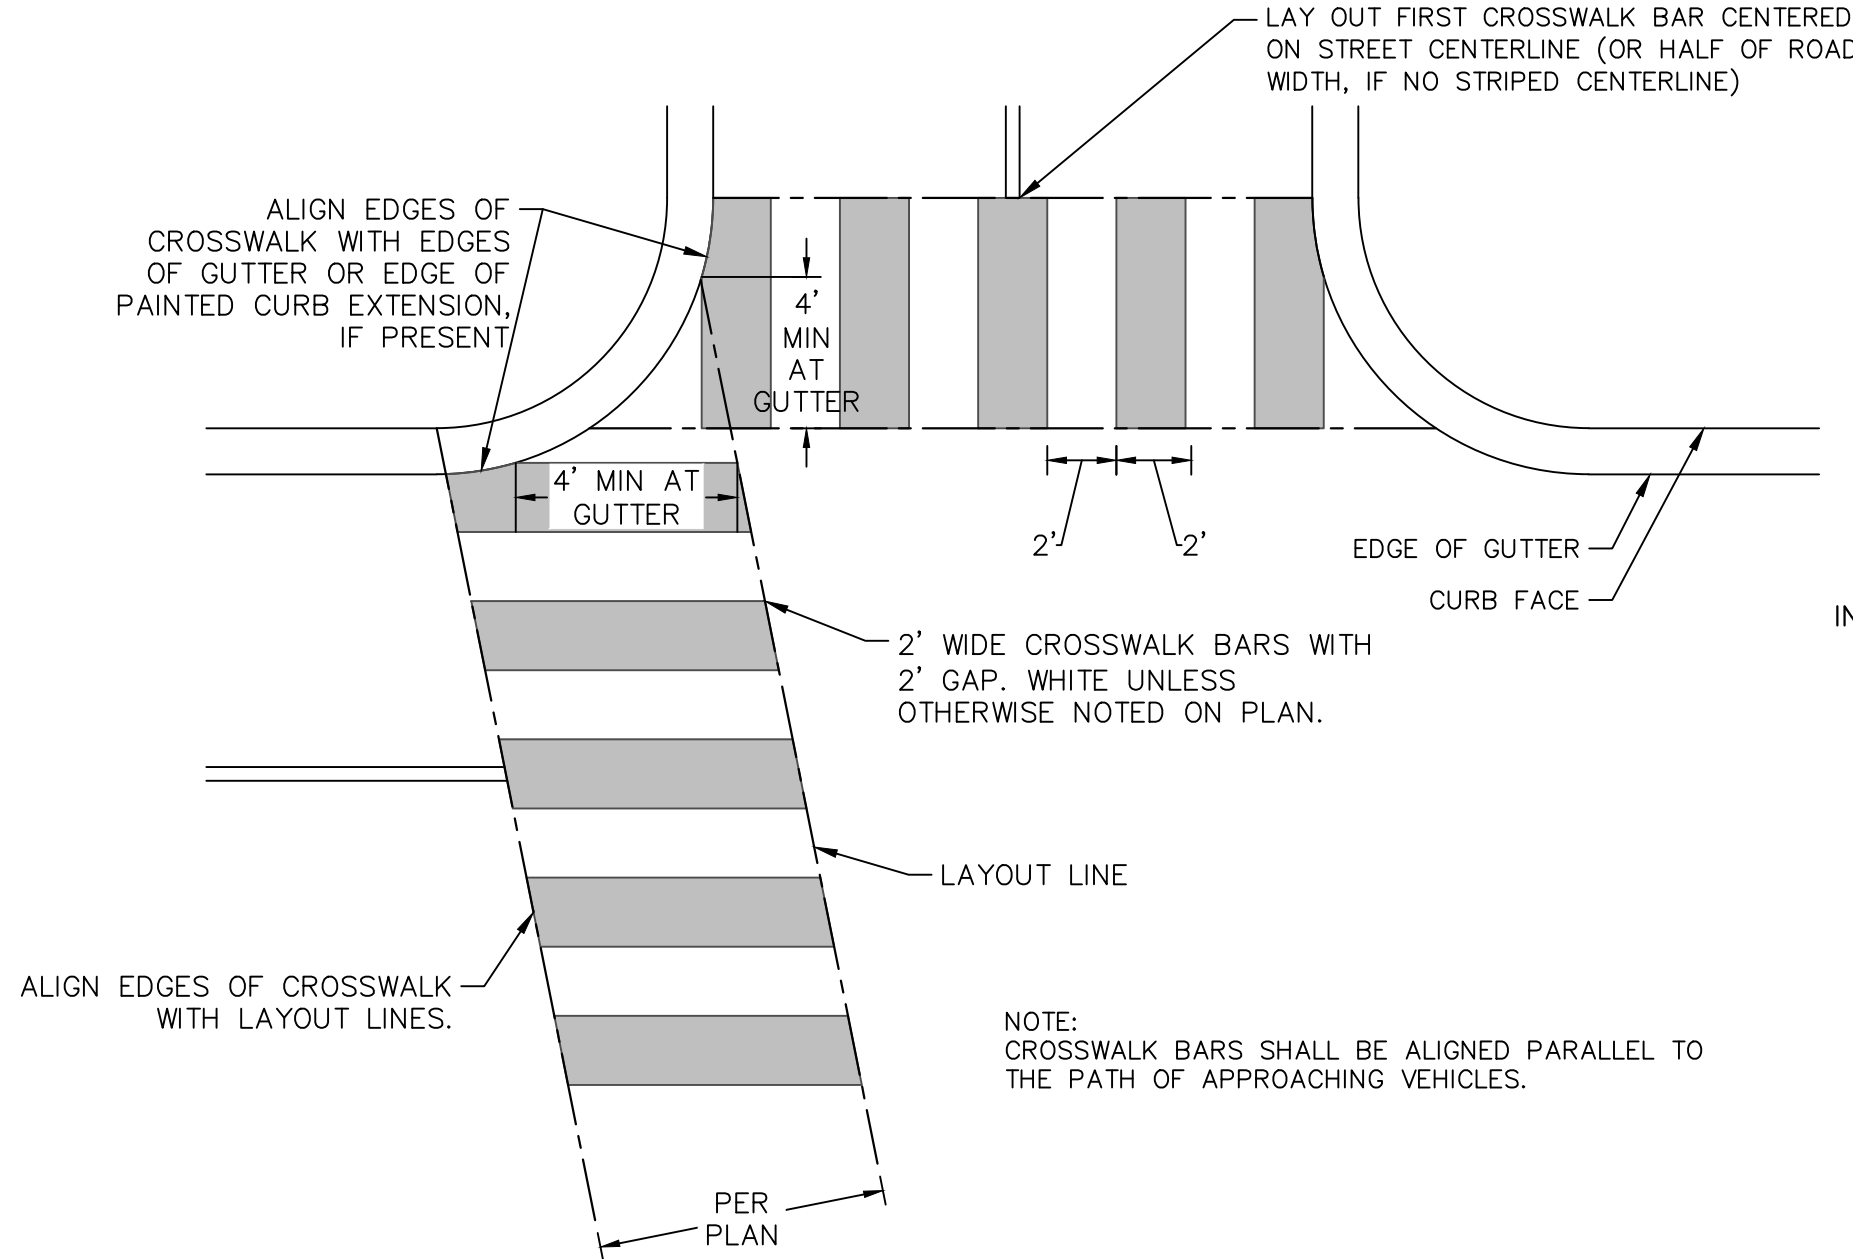 LAY OUT FIRST CROSSWALK BAR CENTERED
ON STREET CENTERLINE (OR HALF OF ROAD
WIDTH, IF NO STRIPED CENTERLINE)
ALIGN EDGES OF
CROSSWALK WITH EDGES
OF GUTTER OR EDGE OF
PAINTED CURB EXTENSION,
IF PRESENT
4'
MIN
AT
GUTTER
4' MIN AT
GUTTER
2'
2'
EDGE OF GUTTER
CURB FACE
IN
2' WIDE CROSSWALK BARS WITH
2' GAP. WHITE UNLESS
OTHERWISE NOTED ON PLAN.
LAYOUT LINE
ALIGN EDGES OF CROSSWALK
WITH LAYOUT LINES.
NOTE:
CROSSWALK BARS SHALL BE ALIGNED PARALLEL TO
THE PATH OF APPROACHING VEHICLES.
PER
PLAN